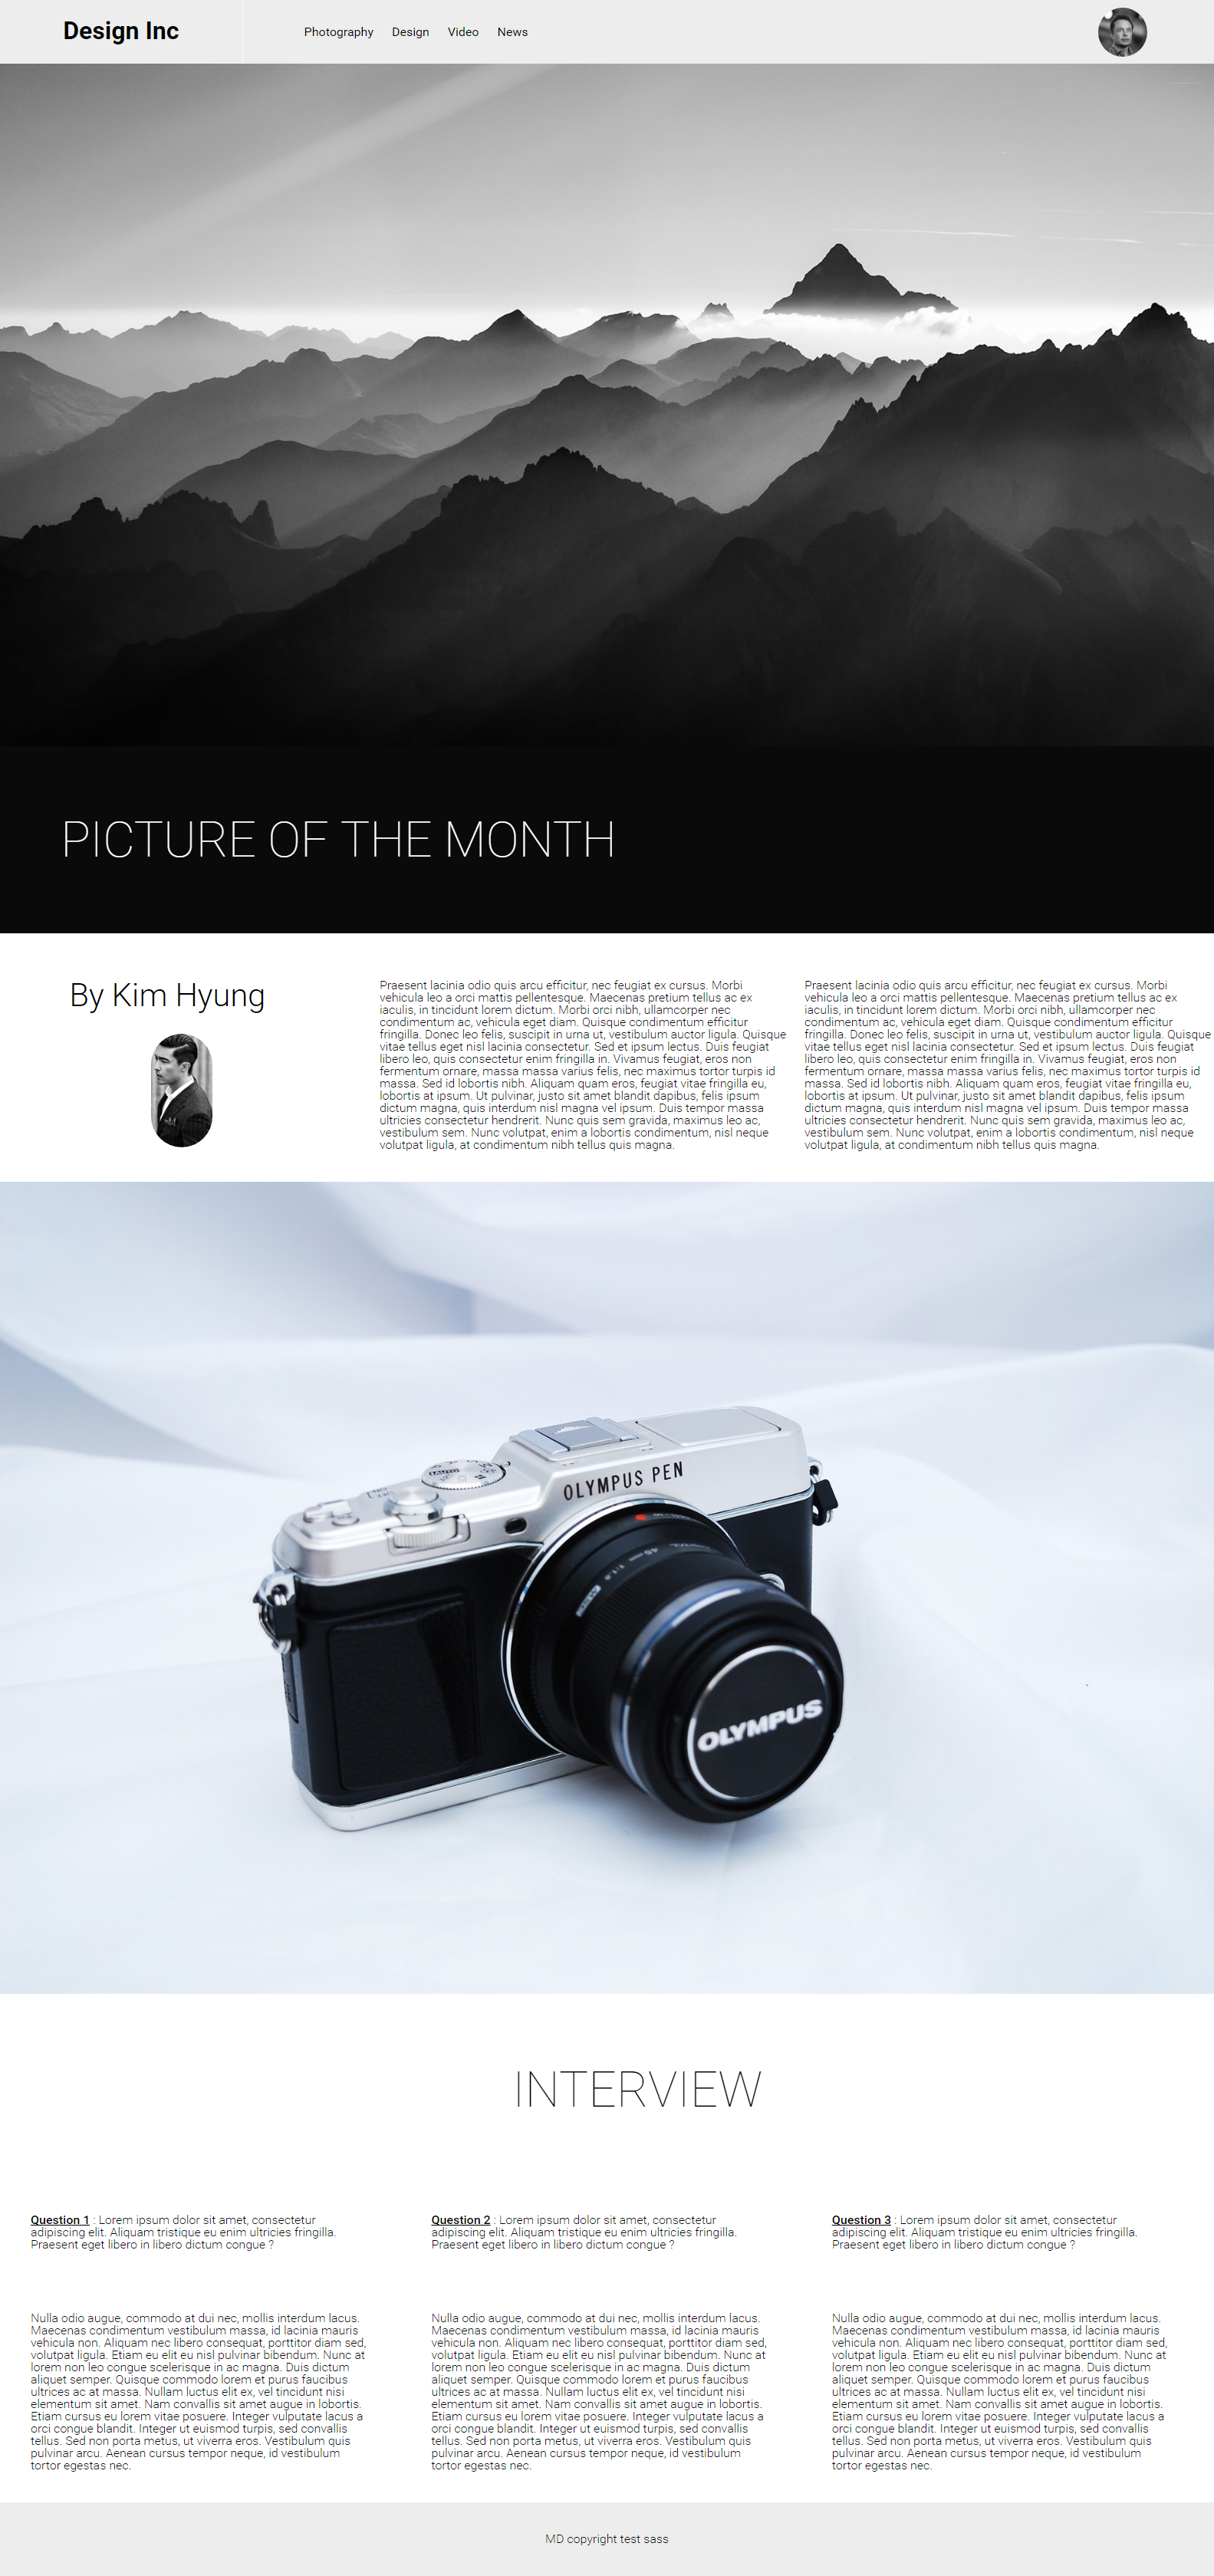 Design Inc
Photography Design Video News
PICTURE OF THE MONTH
By Kim Hyung
Praesent lacinia odio quis arcu efficitur, nec feugiat ex cursus. Morbi
vehicula leo a orci mattis pellentesque. Maecenas pretium tellus ac ex
iaculis, in tincidunt lorem dictum. Morbi orci nibh, ullamcorper nec
condimentum ac, vehicula eget diam. Quisque condimentum efficitur
fringilla. Donec leo felis, suscipit in urna ut, vestibulum auctor ligula. Quisque
vitae tellus eget nisl lacinia consectetur. Sed et ipsum lectus. Duis feugiat
libero leo, quis consectetur enim fringilla in. Vivamus feugiat, eros non
fermentum ornare, massa massa varius felis, nec maximus tortor turpis id
massa. Sed id lobortis nibh. Aliquam quam eros, feugiat vitae fringilla eu,
lobortis at ipsum. Ut pulvinar, justo sit amet blandit dapibus, felis ipsum
dictum magna, quis interdum nisl magna vel ipsum. Duis tempor massa
ultricies consectetur hendrerit. Nunc quis sem gravida, maximus leo ac,
vestibulum sem. Nunc volutpat, enim a lobortis condimentum, nisl neque
volutpat ligula, at condimentum nibh tellus quis magna.
Praesent lacinia odio quis arcu efficitur, nec feugiat ex cursus. Morbi
vehicula leo a orci mattis pellentesque. Maecenas pretium tellus ac ex
iaculis, in tincidunt lorem dictum. Morbi orci nibh, ullamcorper nec
condimentum ac, vehicula eget diam. Quisque condimentum efficitur
fringilla. Donec leo felis, suscipit in urna ut, vestibulum auctor ligula. Quisque
vitae tellus eget nisl lacinia consectetur. Sed et ipsum lectus. Duis feugiat
libero leo, quis consectetur enim fringilla in. Vivamus feugiat, eros non
fermentum ornare, massa massa varius felis, nec maximus tortor turpis id
massa. Sed id lobortis nibh. Aliquam quam eros, feugiat vitae fringilla eu,
lobortis at ipsum. Ut pulvinar, justo sit amet blandit dapibus, felis ipsum
dictum magna, quis interdum nisl magna vel ipsum. Duis tempor massa
ultricies consectetur hendrerit. Nunc quis sem gravida, maximus leo ac,
vestibulum sem. Nunc volutpat, enim a lobortis condimentum, nisl neque
volutpat ligula, at condimentum nibh tellus quis magna.
OLYMPUS PEN
OLYMPUS
INTERVIEW
Question 1 : Lorem ipsum dolor sit amet, consectetur
adipiscing elit. Aliquam tristique eu enim ultricies fringilla.
Praesent eget libero in libero dictum congue ?
Nulla odio augue, commodo at dui nec, mollis interdum lacus.
Maecenas condimentum vestibulum massa, id lacinia mauris
vehicula non. Aliquam nec libero consequat, porttitor diam sed,
volutpat ligula. Etiam eu elit eu nisl pulvinar bibendum. Nunc at
lorem non leo congue scelerisque in ac magna. Duis dictum
aliquet semper. Quisque commodo lorem et purus faucibus
ultrices ac at massa. Nullam luctus elit ex, vel tincidunt nisi
elementum sit amet. Nam convallis sit amet augue in lobortis.
Etiam cursus eu lorem vitae posuere. Integer vulputate lacus a
orci congue blandit. Integer ut euismod turpis, sed convallis
tellus. Sed non porta metus, ut viverra eros. Vestibulum quis
pulvinar arcu. Aenean cursus tempor neque, id vestibulum
tortor egestas nec.
Question 2 : Lorem ipsum dolor sit amet, consectetur
adipiscing elit. Aliquam tristique eu enim ultricies fringilla.
Praesent eget libero in libero dictum congue ?
Nulla odio augue, commodo at dui nec, mollis interdum lacus.
Maecenas condimentum vestibulum massa, id lacinia mauris
vehicula non. Aliquam nec libero consequat, porttitor diam sed,
volutpat ligula. Etiam eu elit eu nisl pulvinar bibendum. Nunc at
lorem non leo congue scelerisque in ac magna. Duis dictum
aliquet semper. Quisque commodo lorem et purus faucibus
ultrices ac at massa. Nullam luctus elit ex, vel tincidunt nisi
elementum sit amet. Nam convallis sit amet augue in lobortis.
Etiam cursus eu lorem vitae posuere. Integer vulputate lacus a
orci congue blandit. Integer ut euismod turpis, sed convallis
tellus. Sed non porta metus, ut viverra eros. Vestibulum quis
pulvinar arcu. Aenean cursus tempor neque, id vestibulum
tortor egestas nec.
Question 3 : Lorem ipsum dolor sit amet, consectetur
adipiscing elit. Aliquam tristique eu enim ultricies fringilla.
Praesent eget libero in libero dictum congue ?
Nulla odio augue, commodo at dui nec, mollis interdum lacus.
Maecenas condimentum vestibulum massa, id lacinia mauris
vehicula non. Aliquam nec libero consequat, porttitor diam sed,
volutpat ligula. Etiam eu elit eu nisl pulvinar bibendum. Nunc at
lorem non leo congue scelerisque in ac magna. Duis dictum
aliquet semper. Quisque commodo lorem et purus faucibus
ultrices ac at massa. Nullam luctus elit ex, vel tincidunt nisi
elementum sit amet. Nam convallis sit amet augue in lobortis.
Etiam cursus eu lorem vitae posuere. Integer vulputate lacus a
orci congue blandit. Integer ut euismod turpis, sed convallis
tellus. Sed non porta metus, ut viverra eros. Vestibulum quis
pulvinar arcu. Aenean cursus tempor neque, id vestibulum
tortor egestas nec.
MD copyright test sass